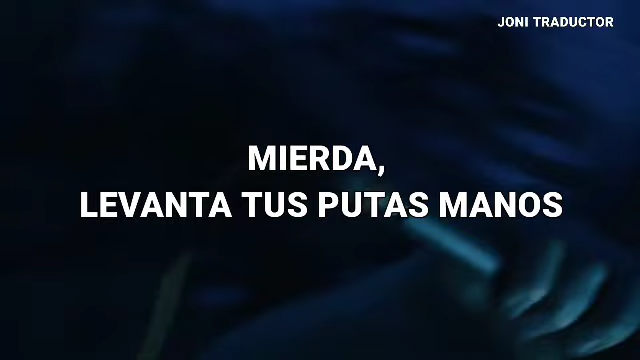 JONI TRADUCTOR
MIERDA,
LEVANTA TUS PUTAS MANOS